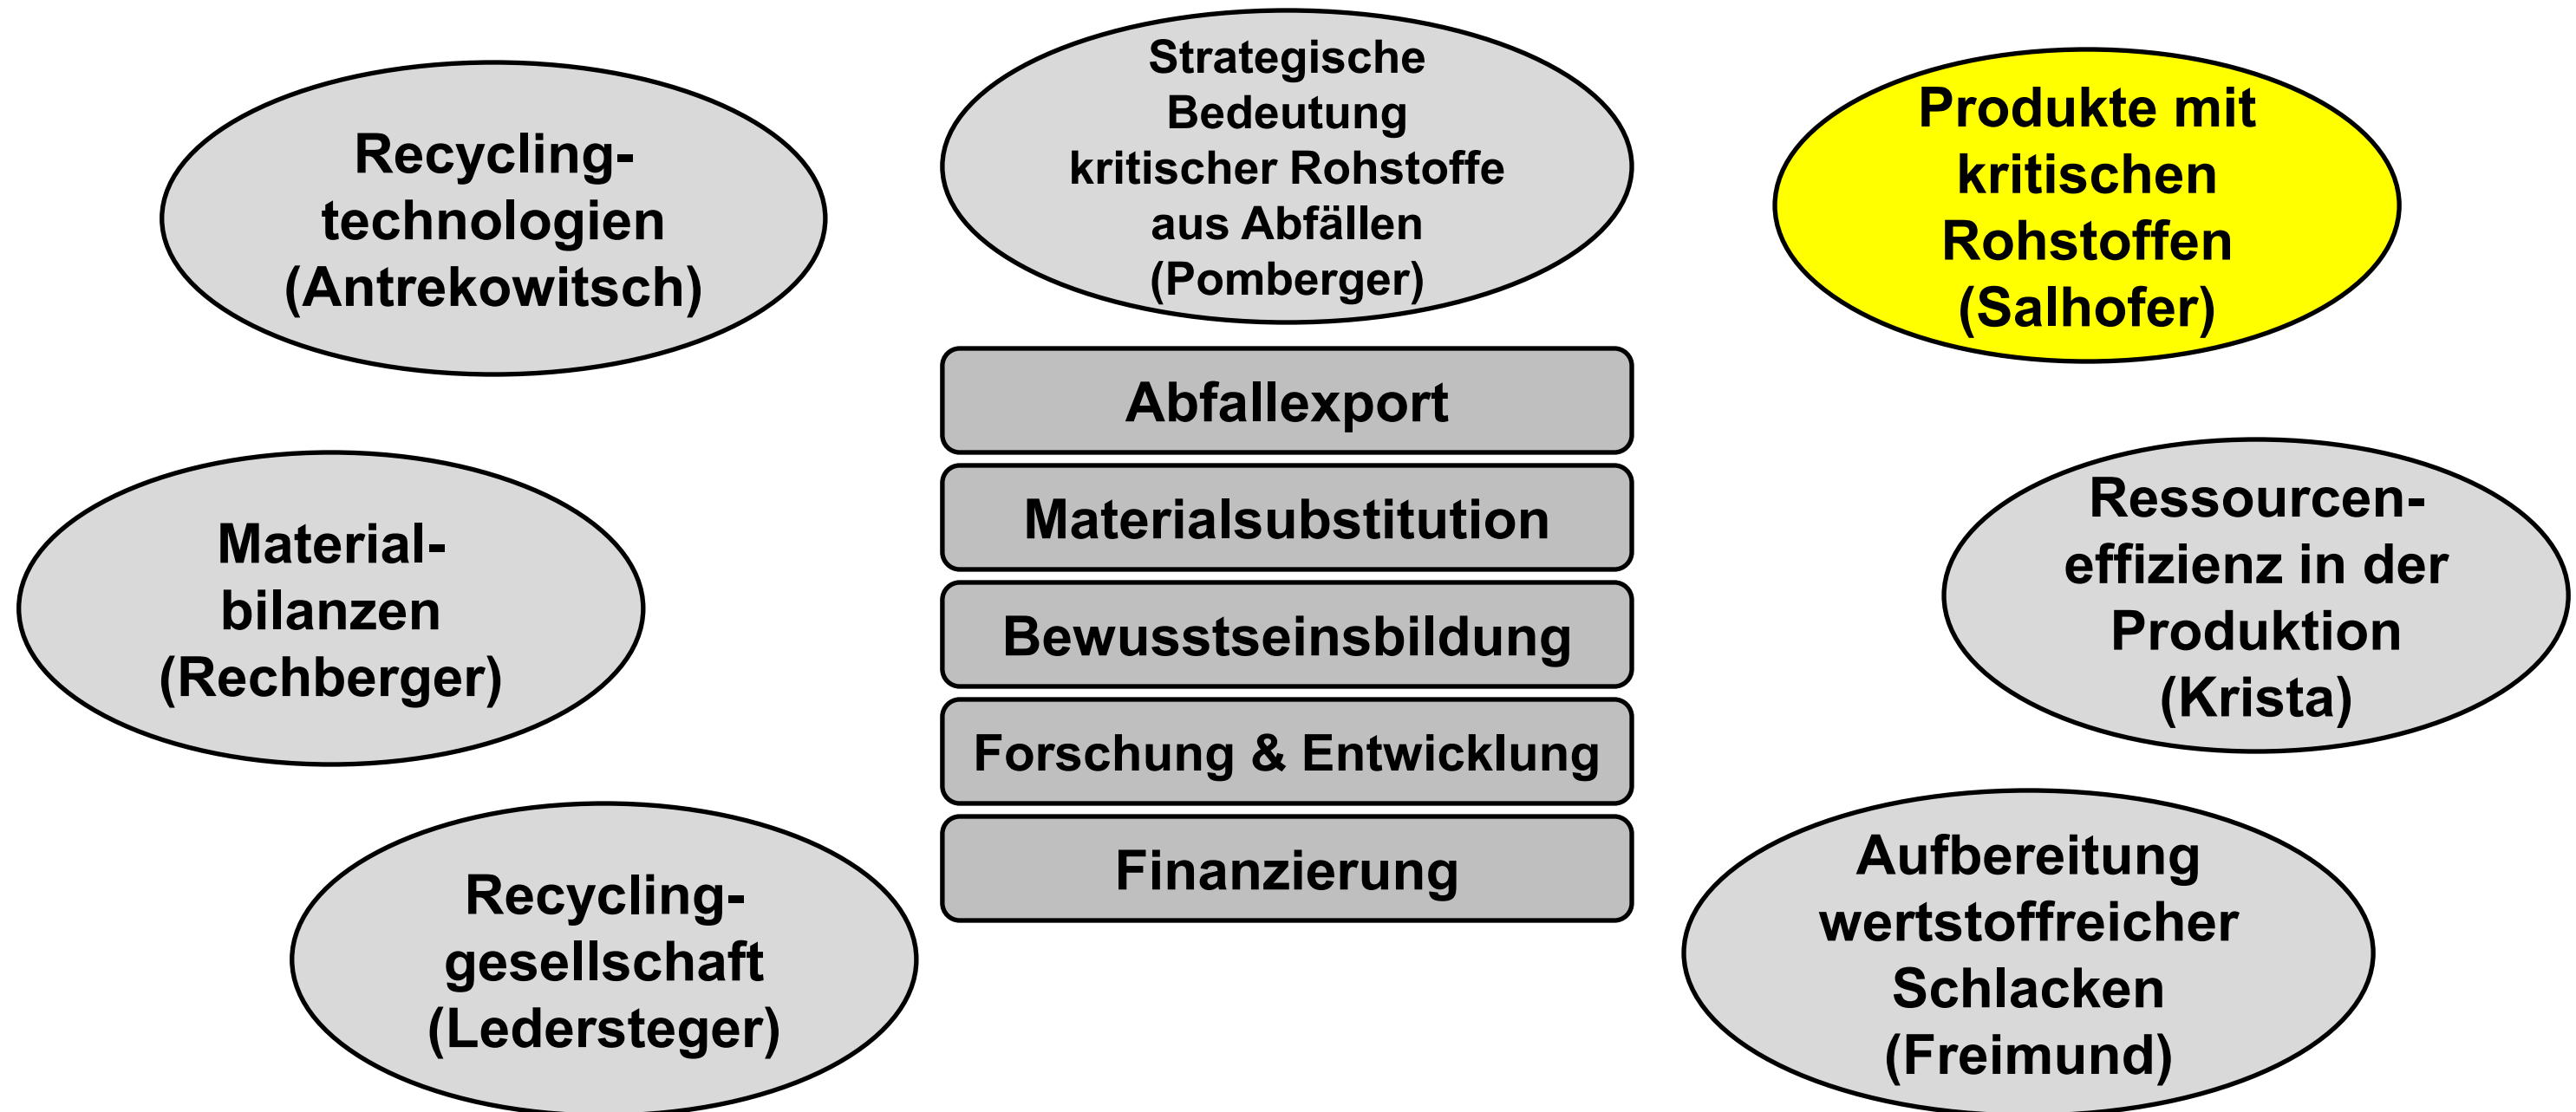 Recycling-
technologien
(Antrekowitsch)
Strategische
Bedeutung
kritischer Rohstoffe
aus Abfällen
(Pomberger)
Produkte mit
kritischen
Rohstoffen
(Salhofer)
Abfallexport
Materialsubstitution
Bewusstseinsbildung
Forschung & Entwicklung
Finanzierung
Material-
bilanzen
(Rechberger)
Ressourcen-
effizienz in der
Produktion
(Krista)
Recycling-
gesellschaft
(Ledersteger)
Aufbereitung
wertstoffreicher
Schlacken
(Freimund)